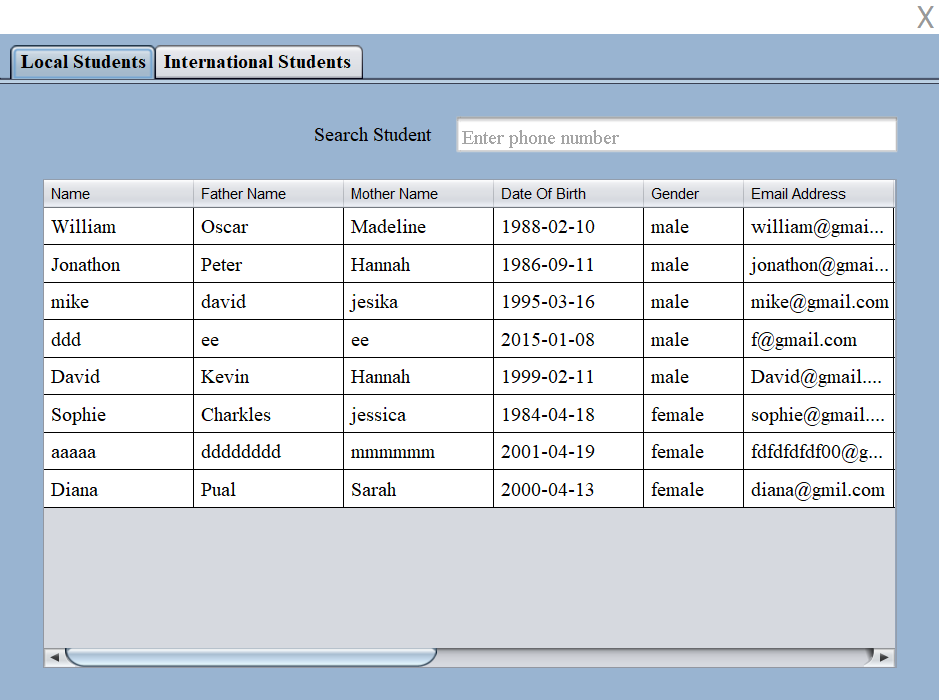 X
Local Students International Students
Search Student Enter phone number
Name Father Name Mother Name Date Of Birth Gender Email Address
William Oscar Madeline 1988-02-10 male william@gmai...
Jonathon Peter Hannah 1986-09-11 male jonathon@gmai...
mike david jesika 1995-03-16 male mike@gmail.com
ddd ee ee 2015-01-08 male f@gmail.com
David Kevin Hannah 1999-02-11 male David@gmail....
Sophie Charkles jessica 1984-04-18 female sophie@gmail....
aaaaa dddddddd mmmmmm 2001-04-19 female fdfdfdfdf00@g...
Diana Pual Sarah 2000-04-13 female diana@gmil.com